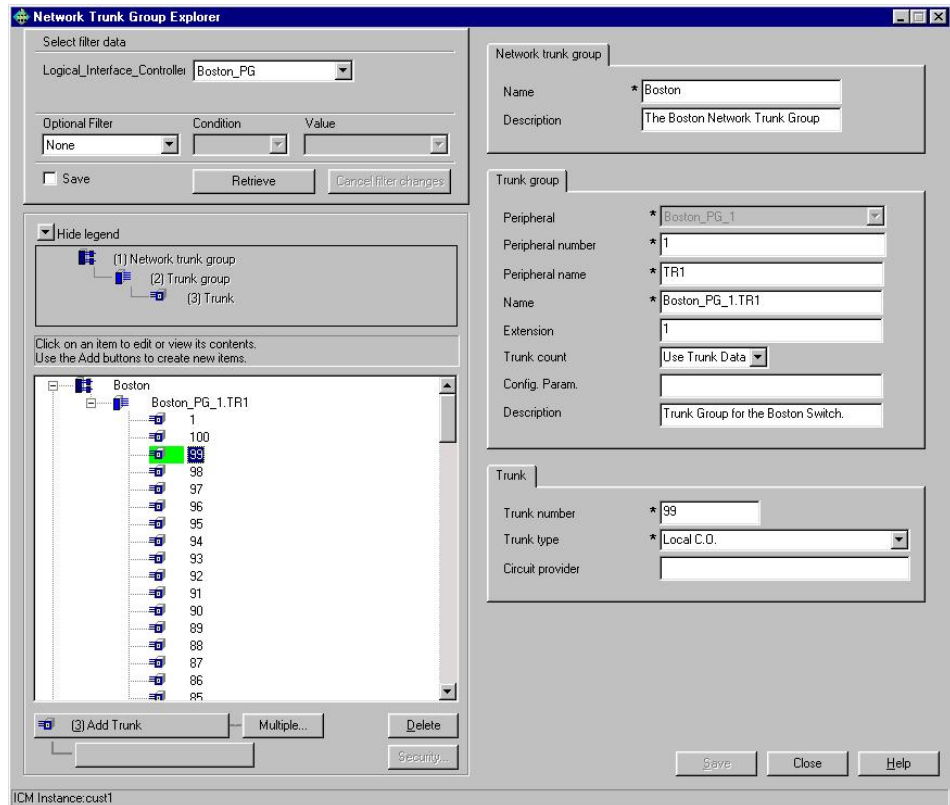 Network Trunk Group Explorer
Select filter data
Logical_Interface_Controller Boston_PG
Optional Filter Condition Value
None
Save Retrieve Cancel filter changes
Hide legend
(1) Network trunk group
(2) Trunk group
(3) Trunk
Click on an item to edit or view its contents.
Use the Add buttons to create new items.
Boston
Boston_PG_1.TR1
1
100
99
98
97
96
95
94
93
92
91
90
89
88
87
86
85
(3) Add Trunk Multiple... Delete
Security...
Network trunk group
Name * Boston
Description The Boston Network Trunk Group
Trunk group
Peripheral * Boston_PG_1
Peripheral number * 1
Peripheral name * TR1
Name * Boston_PG_1.TR1
Extension 1
Trunk count Use Trunk Data
Config. Param.
Description Trunk Group for the Boston Switch.
Trunk
Trunk number * 99
Trunk type * Local C.O.
Circuit provider
Save Close Help
ICM Instance:cust1